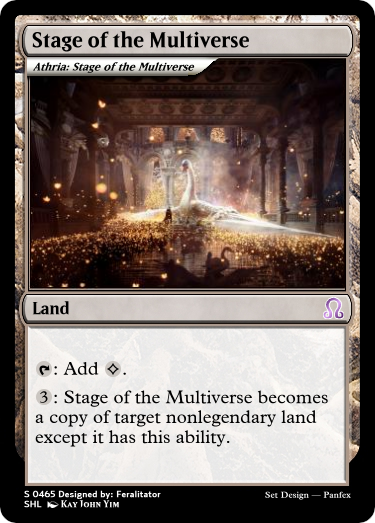 Stage of the Multiverse
Athria: Stage of the Multiverse
Land
: Add .
3: Stage of the Multiverse becomes
a copy of target nonlegendary land
except it has this ability.
S 0465 Designed by: Feralitator
Set Design — Panfex
SHL KAY JOHN YIM